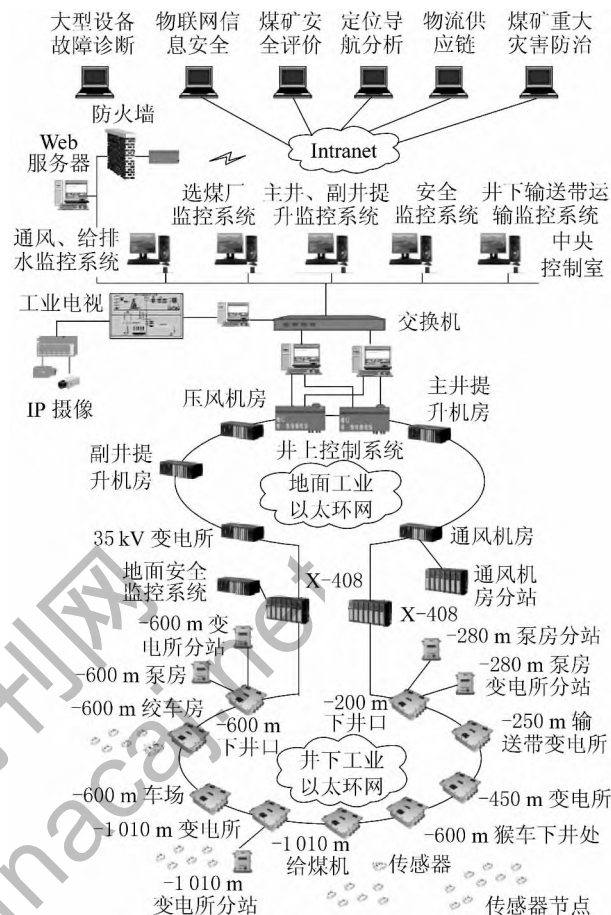 大型设备
故障诊断
物联网信
息安全
煤矿安
全评价
定位导
航分析
物流供
应链
煤矿重大
灾害防治
防火墙
Web
服务器
Intranet
选煤厂
监控系统
主井、副井提
升监控系统
安全
监控系统
井下输送带运
输监控系统
通风、给排
水监控系统
中央
控制室
工业电视
交换机
IP 摄像
压风机房
主井提
升机房
井上控制系统
副井提
升机房
地面工业
以太环网
35 kV 变电所
通风机房
地面安全
监控系统
X-408
通风机
房分站
X-408
-600 m 变
电所分站
-280 m 泵房分站
-600 m 泵房
-280 m 泵房
变电所分站
-600 m 绞车房
-600 m
下井口
-200 m
下井口
-250 m 输
送带变电所
井下工业
以太环网
-600 m 车场
-450 m 变电所
-1 010 m 变电所
-1 010 m
给煤机
-600 m 猴车下井处
传感器
-1 010 m
变电所分站
传感器节点